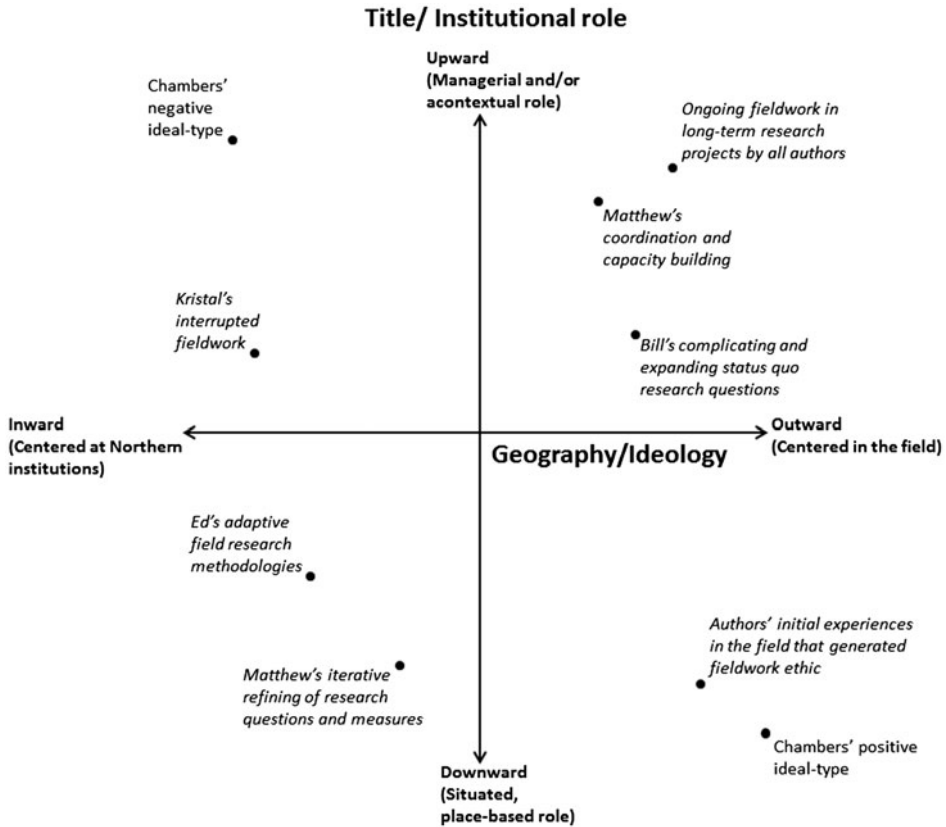 Title/ Institutional role
Upward
(Managerial and/or
acontextual role)
Chambers’
negative
ideal-type
Ongoing fieldwork in
long-term research
projects by all authors
Matthew’s
coordination and
capacity building
Kristal’s
interrupted
fieldwork
Bill’s complicating and
expanding status quo
research questions
Inward
(Centered at Northern
institutions)
Outward
(Centered in the field)
Geography/Ideology
Ed’s adaptive
field research
methodologies
Authors’ initial experiences
in the field that generated
fieldwork ethic
Matthew’s iterative
refining of research
questions and measures
Chambers’ positive
ideal-type
Downward
(Situated,
place-based role)